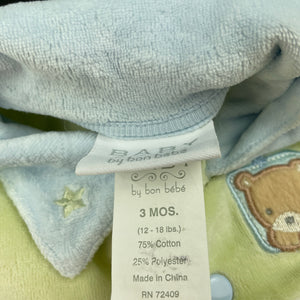 BABY
by bon bébé
by bon bébé
3 MOS.
(12 - 18 lbs.)
75% Cotton
25% Polyester
Made in China
RN 72409